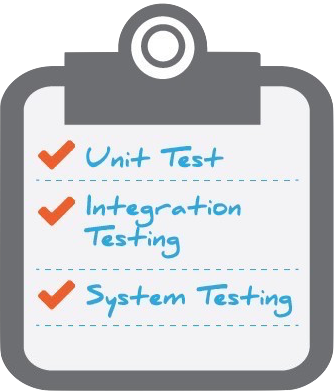 Unit Test
Integration
Testing
System Testing